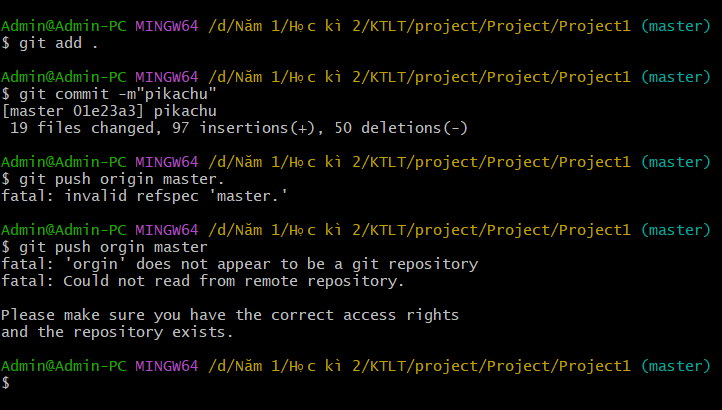 Admin@Admin-PC MINGW64 /d/Năm 1/Học kì 2/KTLT/project/Project/Project1 (master)
$ git add .
Admin@Admin-PC MINGW64 /d/Năm 1/Học kì 2/KTLT/project/Project/Project1 (master)
$ git commit -m"pikachu"
[master 01e23a3] pikachu
 19 files changed, 97 insertions(+), 50 deletions(-)
Admin@Admin-PC MINGW64 /d/Năm 1/Học kì 2/KTLT/project/Project/Project1 (master)
$ git push origin master.
fatal: invalid refspec 'master.'
Admin@Admin-PC MINGW64 /d/Năm 1/Học kì 2/KTLT/project/Project/Project1 (master)
$ git push orgin master
fatal: 'orgin' does not appear to be a git repository
fatal: Could not read from remote repository.
Please make sure you have the correct access rights
and the repository exists.
Admin@Admin-PC MINGW64 /d/Năm 1/Học kì 2/KTLT/project/Project/Project1 (master)
$